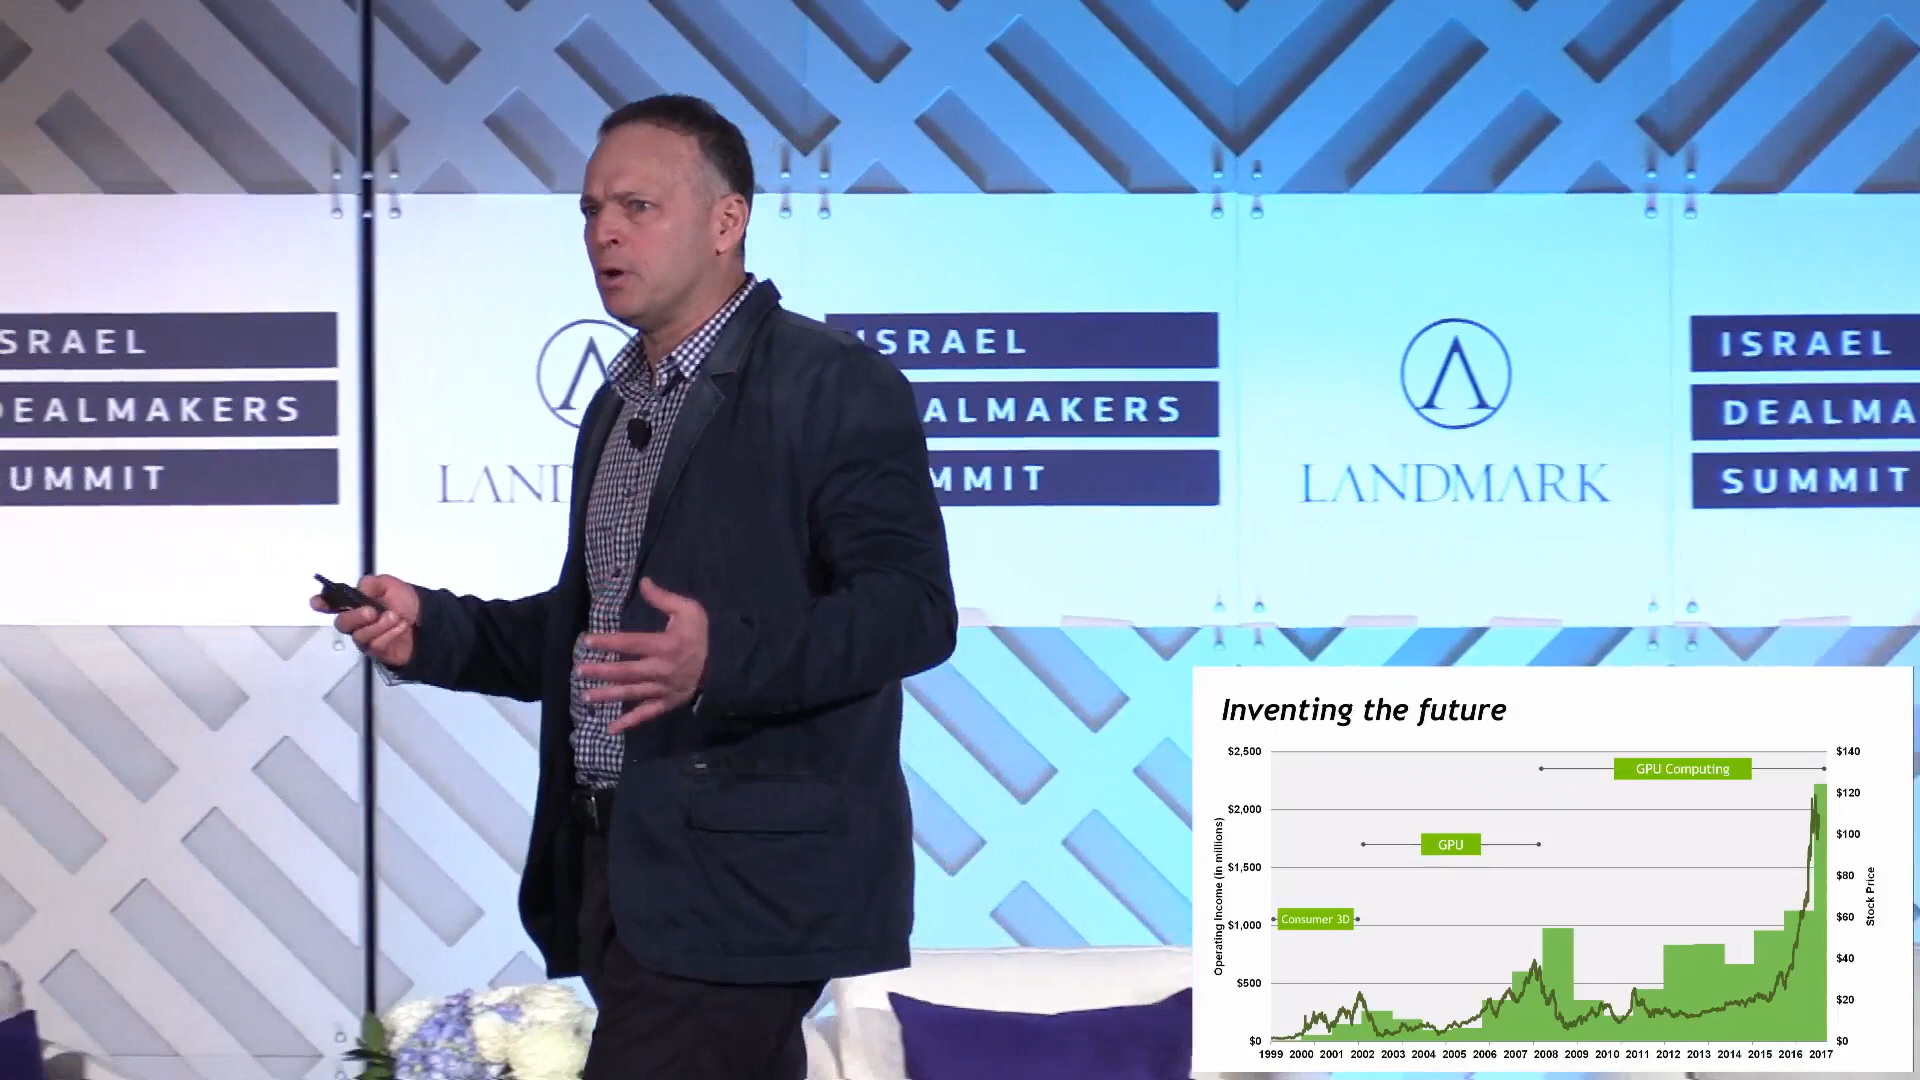 SRAEL
DEALMAKERS
UMMIT
LAND
ISRAEL
ALMAKERS
MMIT
LANDMARK
ISRAEL
DEALMA
SUMMIT
Inventing the future
$2,500
$2,000
$1,500
$1,000
$500
$0
Operating Income (in millions)
Consumer 3D
GPU
GPU Computing
$140
$120
$100
$80
$60
$40
$20
$0
Stock Price
1999 2000 2001 2002 2003 2004 2005 2006 2007 2008 2009 2010 2011 2012 2013 2014 2015 2016 2017